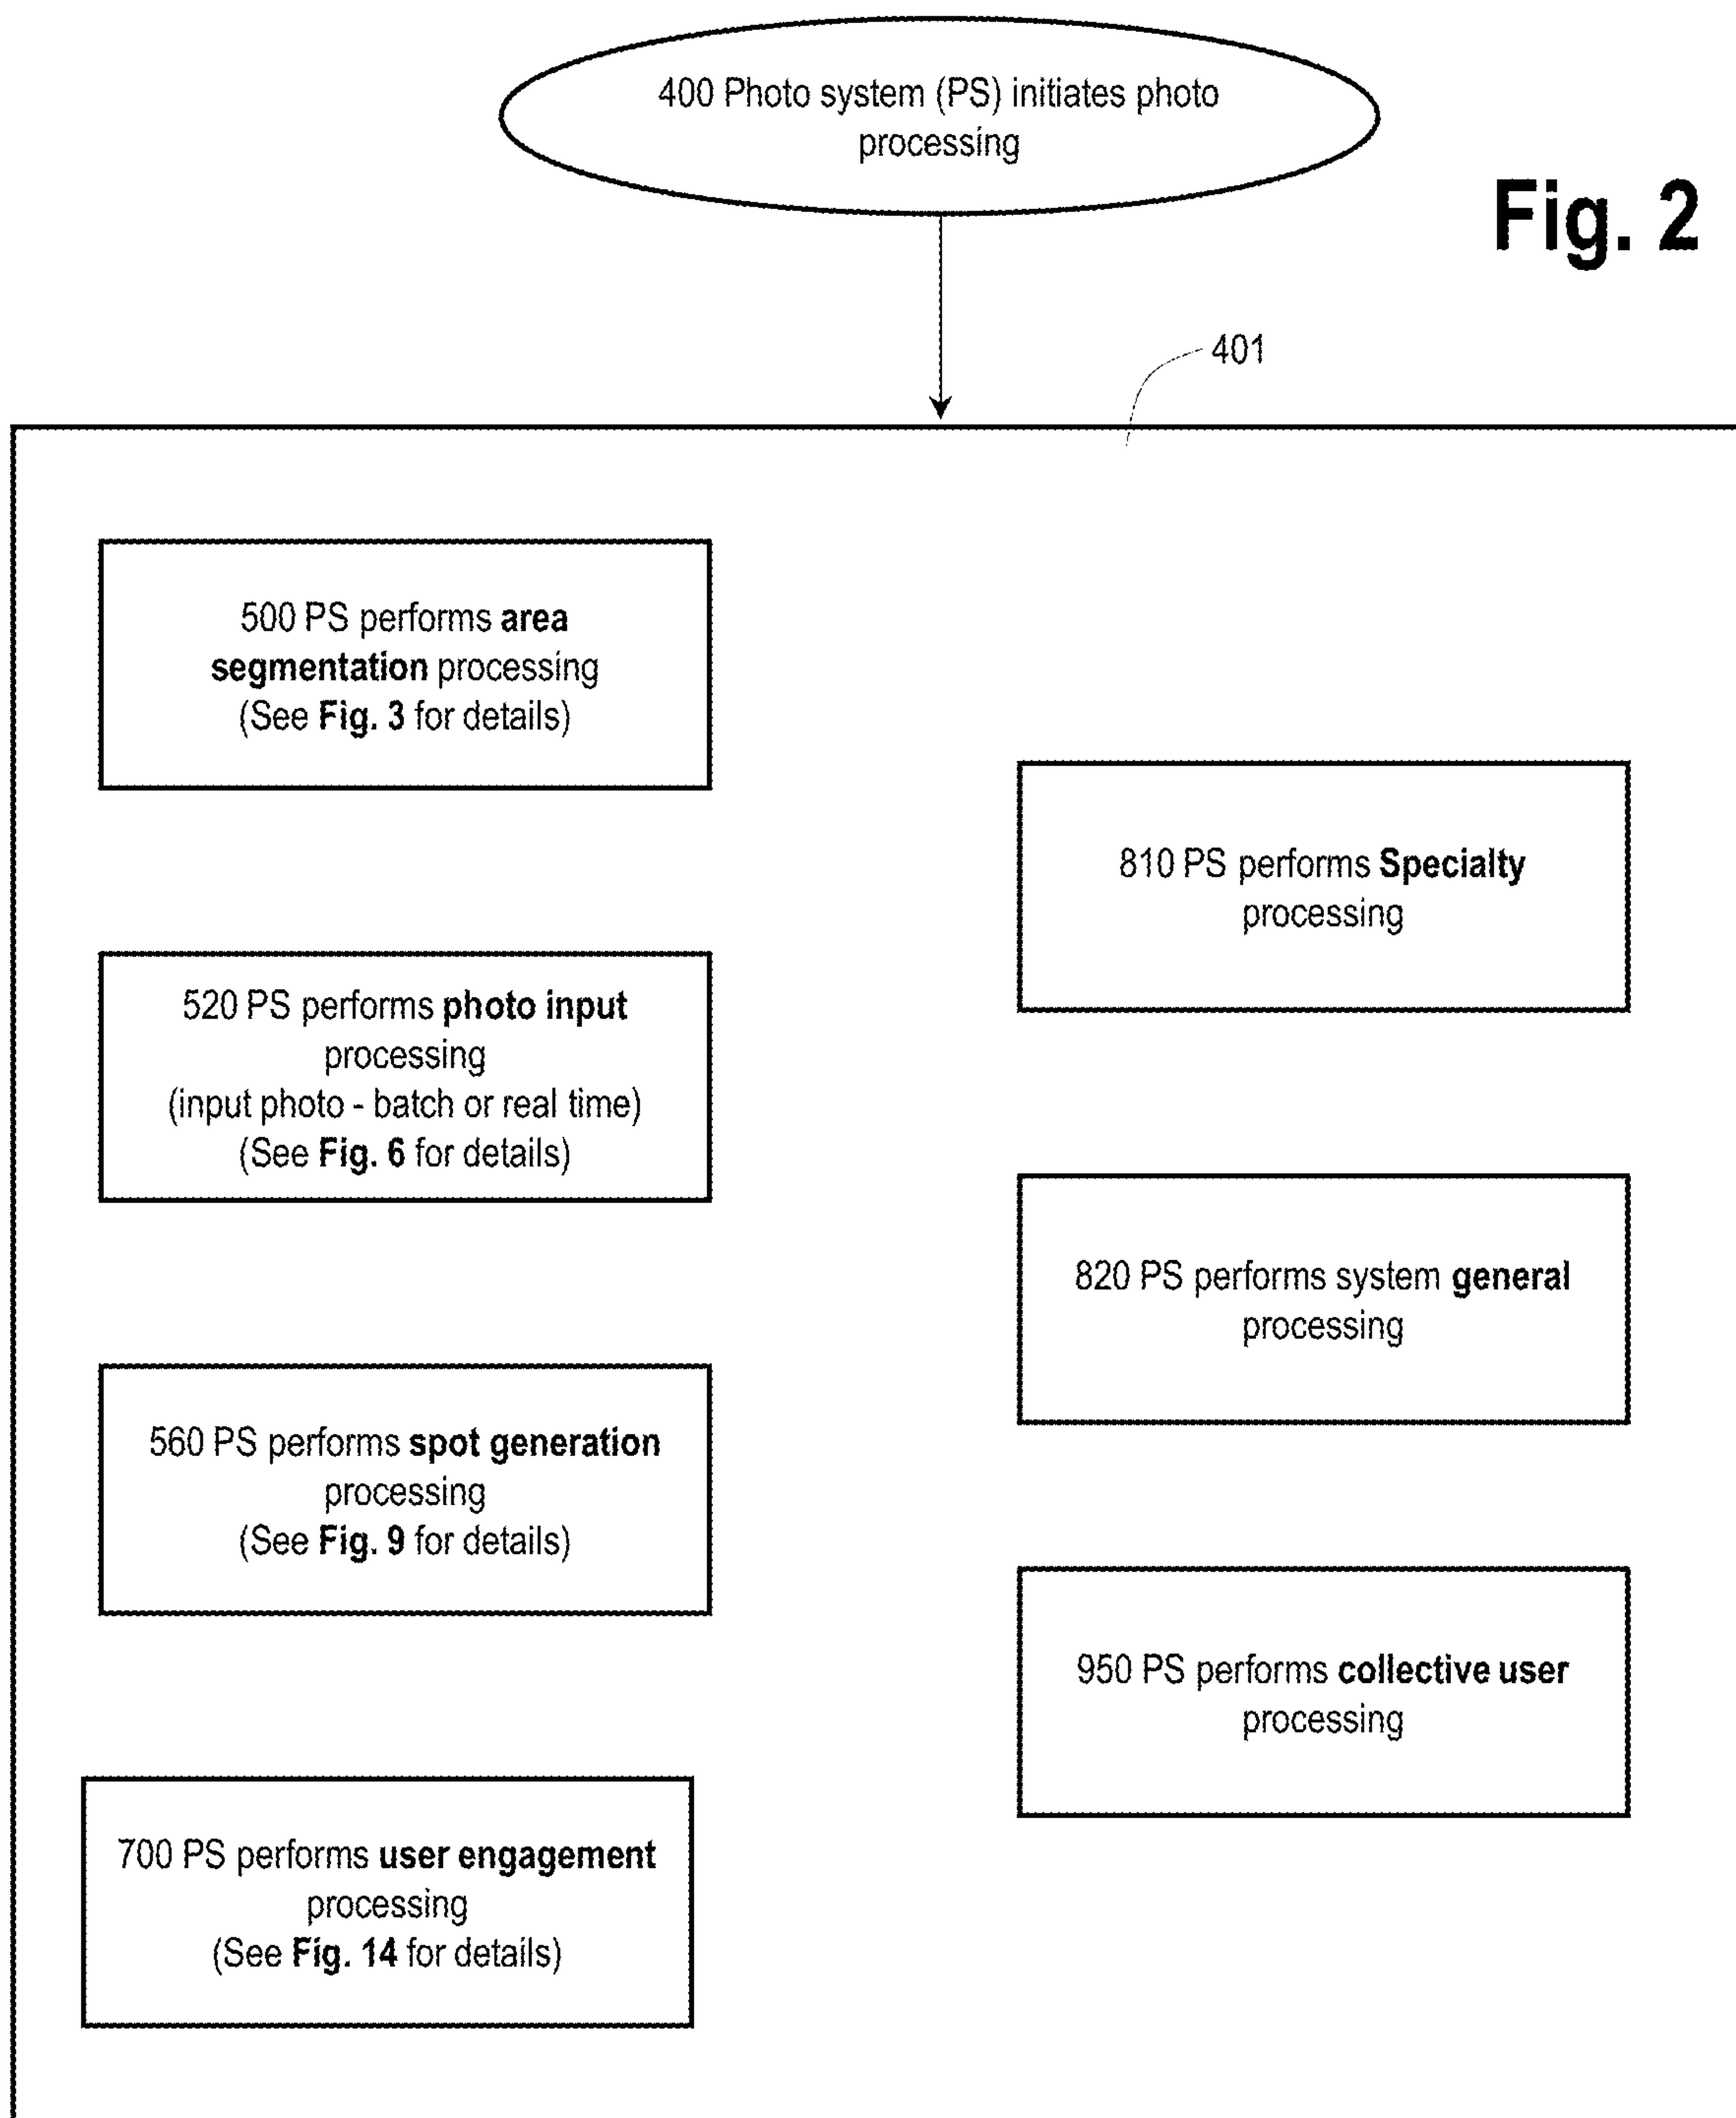 400 Photo system (PS) initiates photo
processing
Fig. 2
401
500 PS performs area
segmentation processing
(See Fig. 3 for details)
520 PS performs photo input
processing
(input photo - batch or real time)
(See Fig. 6 for details)
560 PS performs spot generation
processing
(See Fig. 9 for details)
700 PS performs user engagement
processing
(See Fig. 14 for details)
810 PS performs Specialty
processing
820 PS performs system general
processing
950 PS performs collective user
processing